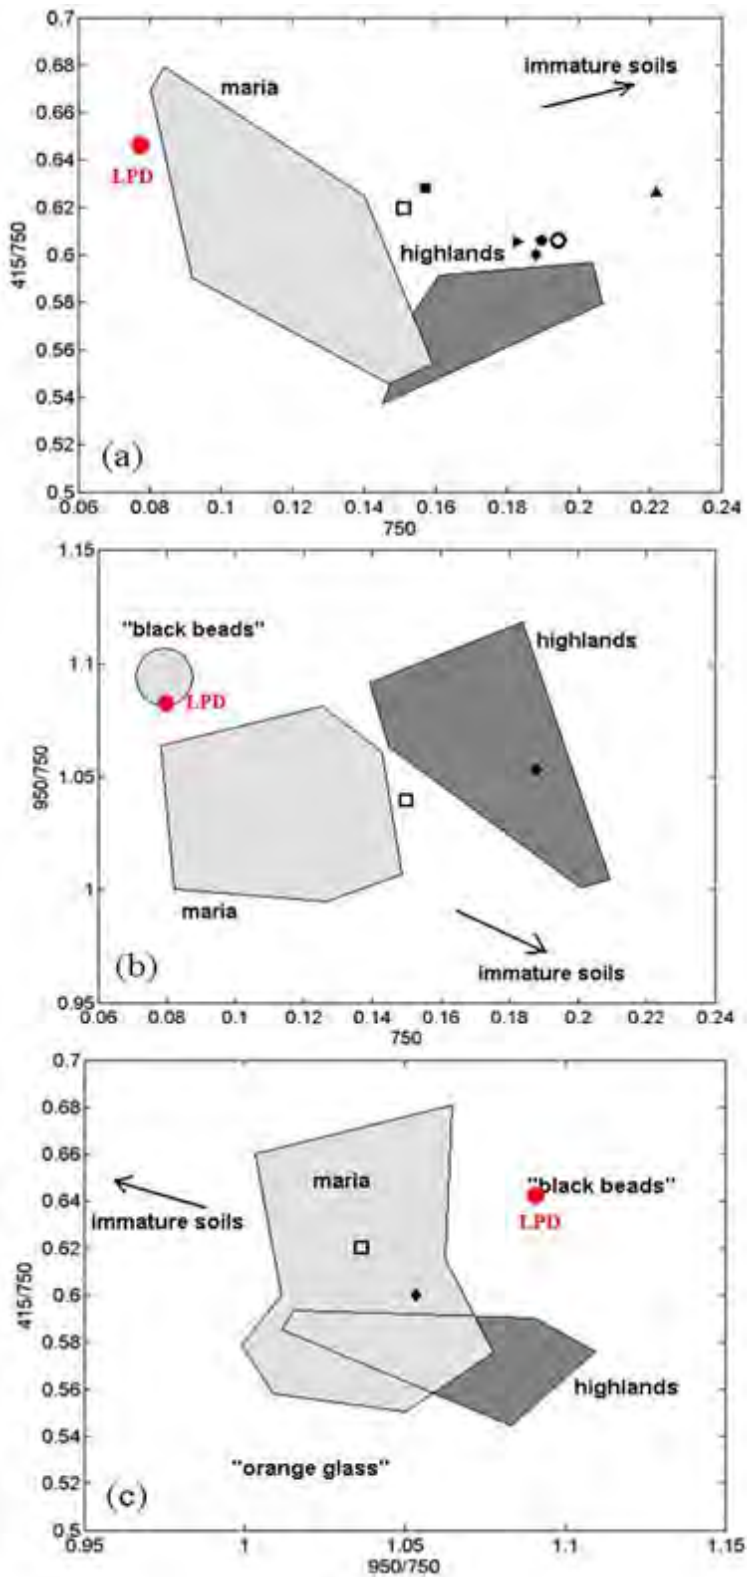 0.7
0.68
0.66
0.64
0.62
0.6
0.58
0.56
0.54
0.52
0.5
415/750
maria
immature soils
LPD
highlands
(a)
0.06 0.08 0.1 0.12 0.14 0.16 0.18 0.2 0.22 0.24
750
1.15
1.1
1.05
1
0.95
950/750
"black beads"
highlands
LPD
maria
immature soils
(b)
0.06 0.08 0.1 0.12 0.14 0.16 0.18 0.2 0.22 0.24
750
0.7
0.68
0.66
0.64
0.62
0.6
0.58
0.56
0.54
0.52
0.5
415/750
maria
"black beads"
immature soils
LPD
highlands
"orange glass"
(c)
0.95 1 1.05 1.1 1.15
950/750